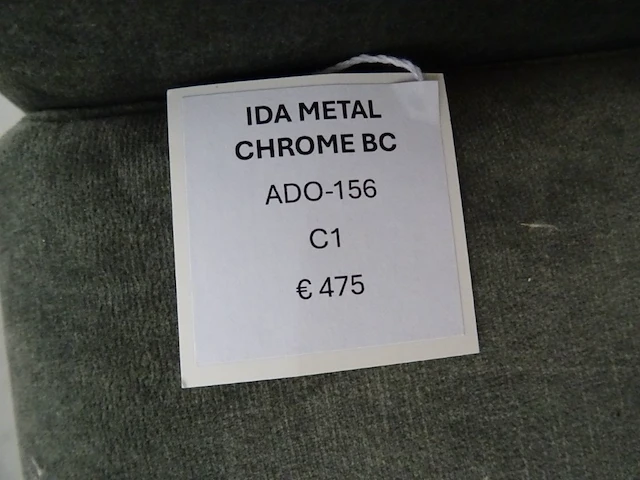 IDA METAL
CHROME BC
ADO-156
C1
€ 475